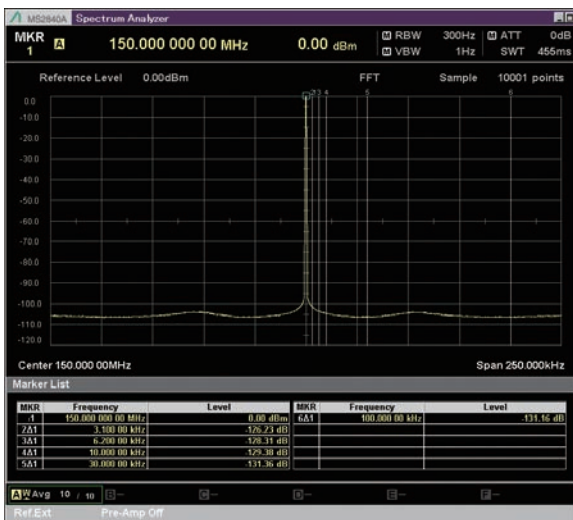 MS2840A Spectrum Analyzer
MKR 1 A 150.000 000 00 MHz 0.00 dBm
M RBW 300Hz M ATT 0dB
M VBW 1Hz SWT 455ms
Reference Level 0.00dBm FFT Sample 10001 points
2 3 4 5 6
0.0
-10.0
-20.0
-30.0
-40.0
-50.0
-60.0
-70.0
-80.0
-90.0
-100.0
-110.0
-120.0
Center 150.000 00MHz Span 250.000kHz
Marker List
MKR Frequency Level MKR Frequency Level
r1 150.000 000 00 MHz 0.00 dBm 6Δ1 100.000 00 kHz -131.16 dB
2Δ1 3.100 00 kHz -126.23 dB
3Δ1 6.200 00 kHz -128.31 dB
4Δ1 10.000 00 kHz -129.38 dB
5Δ1 30.000 00 kHz -131.36 dB
A W Avg 10 / 10 B-- C-- D-- E-- F--
Ref.Ext Pre-Amp Off